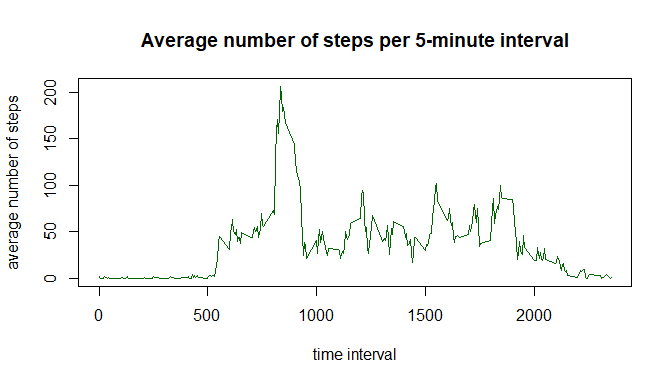 Average number of steps per 5-minute interval
average number of steps
200
150
100
50
0
0 500 1000 1500 2000
time interval